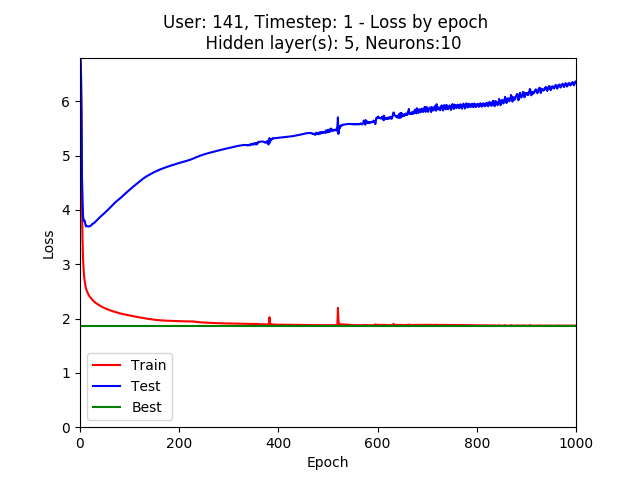 User: 141, Timestep: 1 - Loss by epoch
Hidden layer(s): 5, Neurons:10
6
5
4
3
2
1
0
Loss
Train
Test
Best
0 200 400 600 800 1000
Epoch